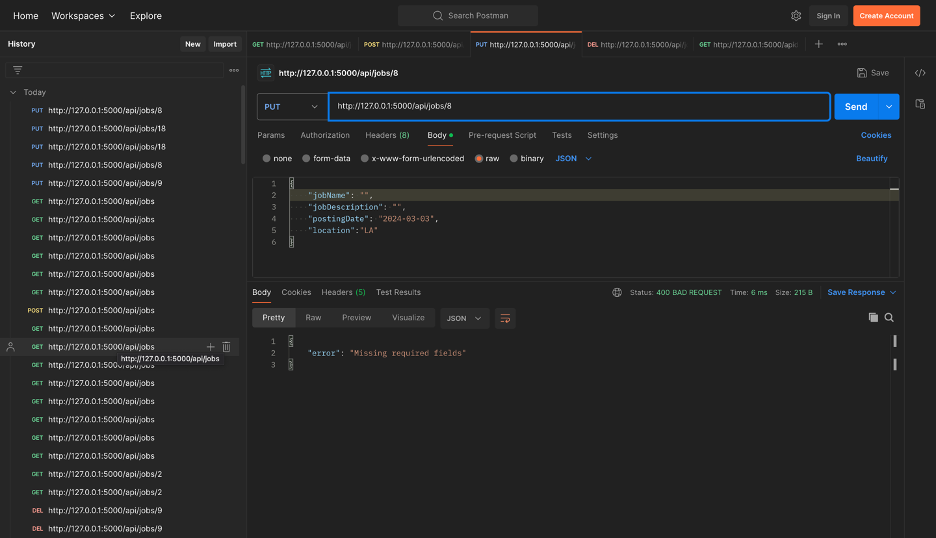 Home Workspaces Explore Search Postman Sign In Create Account
History New Import
GET http://127.0.0.1:5000/api/j POST http://127.0.0.1:5000/api PUT http://127.0.0.1:5000/api/j DEL http://127.0.0.1:5000/api/j GET http://127.0.0.1:5000/api/j
http://127.0.0.1:5000/api/jobs/8 Save
Today
PUT http://127.0.0.1:5000/api/jobs/8
PUT http://127.0.0.1:5000/api/jobs/18
PUT http://127.0.0.1:5000/api/jobs/18
PUT http://127.0.0.1:5000/api/jobs/8
PUT http://127.0.0.1:5000/api/jobs/9
GET http://127.0.0.1:5000/api/jobs
GET http://127.0.0.1:5000/api/jobs
GET http://127.0.0.1:5000/api/jobs
GET http://127.0.0.1:5000/api/jobs
GET http://127.0.0.1:5000/api/jobs
GET http://127.0.0.1:5000/api/jobs
POST http://127.0.0.1:5000/api/jobs
GET http://127.0.0.1:5000/api/jobs
GET http://127.0.0.1:5000/api/jobs
http://127.0.0.1:5000/api/jobs
GET http://127.0.0.1:5000/api/jobs
GET http://127.0.0.1:5000/api/jobs
GET http://127.0.0.1:5000/api/jobs
GET http://127.0.0.1:5000/api/jobs
GET http://127.0.0.1:5000/api/jobs
GET http://127.0.0.1:5000/api/jobs
GET http://127.0.0.1:5000/api/jobs/2
GET http://127.0.0.1:5000/api/jobs/2
DEL http://127.0.0.1:5000/api/jobs/9
DEL http://127.0.0.1:5000/api/jobs/9
PUT http://127.0.0.1:5000/api/jobs/8 Send
Params Authorization Headers (8) Body Pre-request Script Tests Settings Cookies
none form-data x-www-form-urlencoded raw binary JSON Beautify
1 {
2 "jobName": "",
3 "jobDescription": "",
4 "postingDate": "2024-03-03",
5 "location":"LA"
6 }
Body Cookies Headers (5) Test Results Status: 400 BAD REQUEST Time: 6 ms Size: 215 B Save Response
Pretty Raw Preview Visualize JSON
1 {
2 "error": "Missing required fields"
3 }